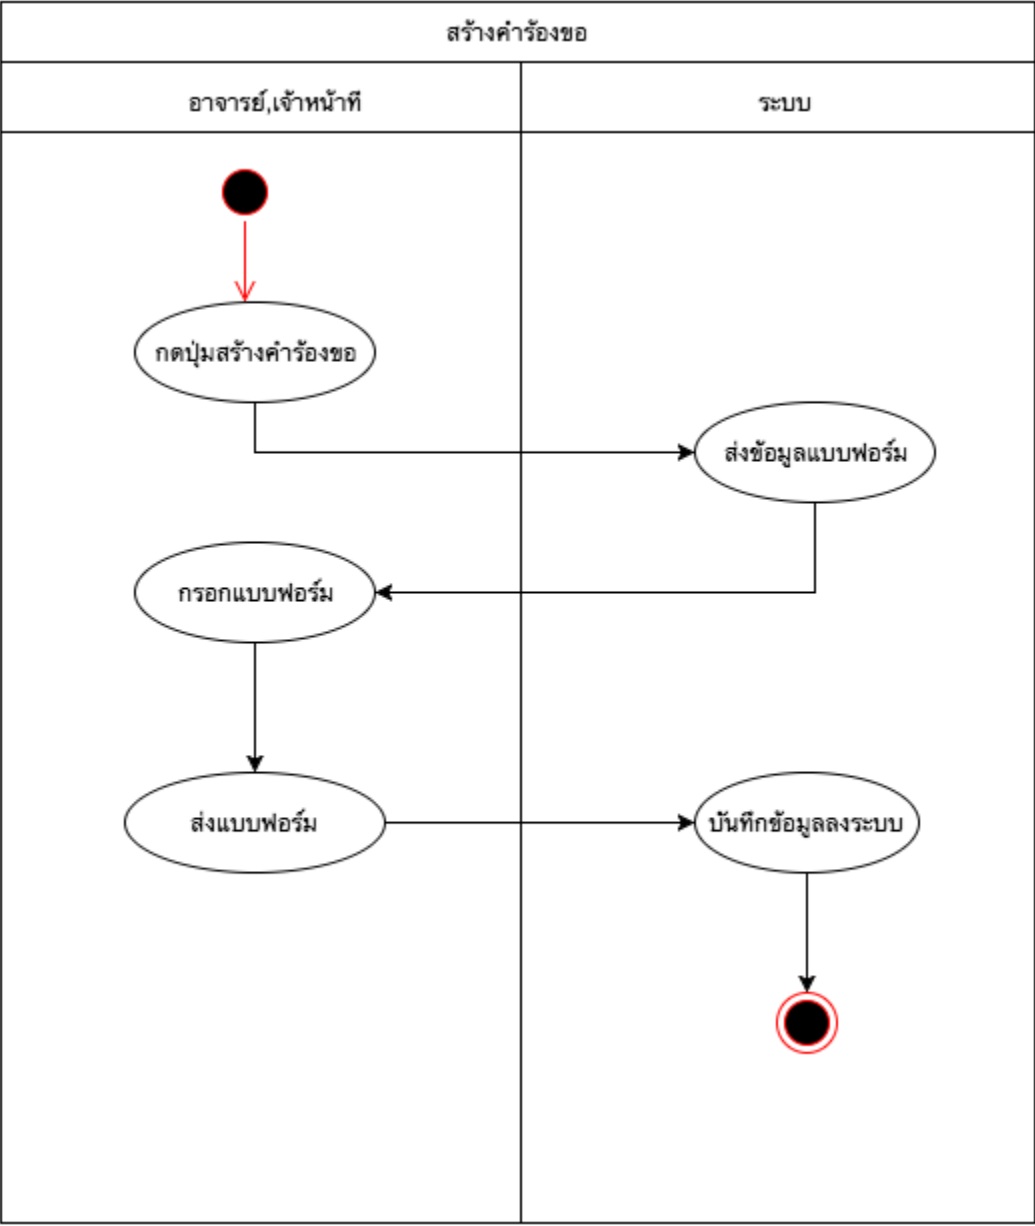 สร้างคำร้องขอ
อาจารย์,เจ้าหน้าที่
ระบบ
กดปุ่มสร้างคำร้องขอ
ส่งข้อมูลแบบฟอร์ม
กรอกแบบฟอร์ม
ส่งแบบฟอร์ม
บันทึกข้อมูลลงระบบ